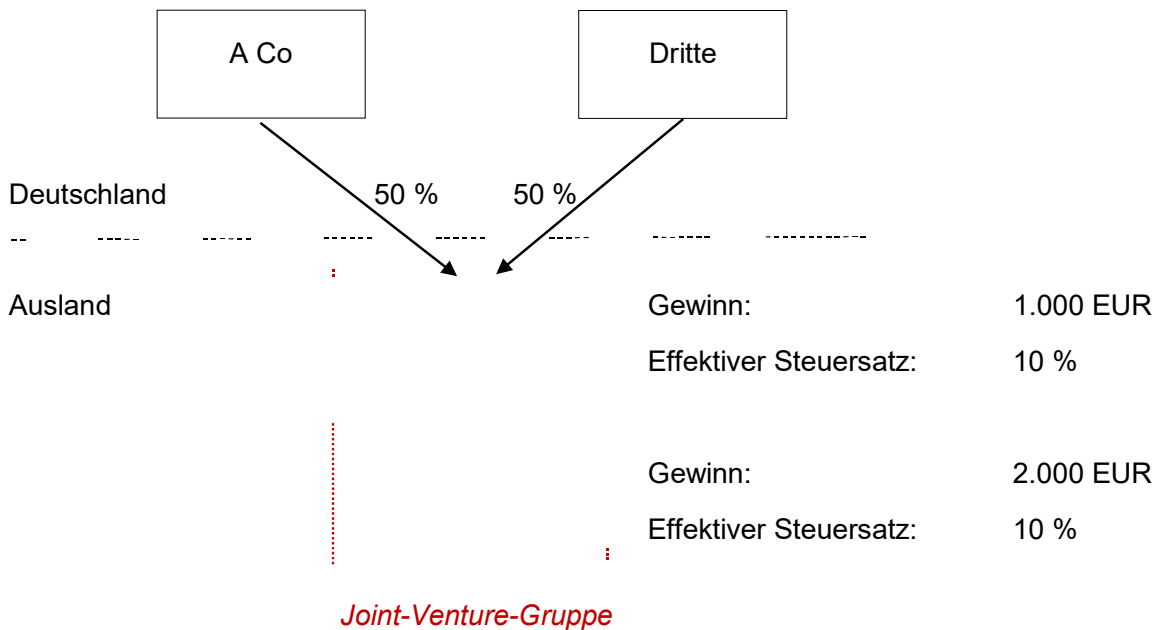 A Co Dritte
Deutschland 50 % 50 %
Ausland Gewinn: 1.000 EUR
Effektiver Steuersatz: 10 %
Gewinn: 2.000 EUR
Effektiver Steuersatz: 10 %
Joint-Venture-Gruppe